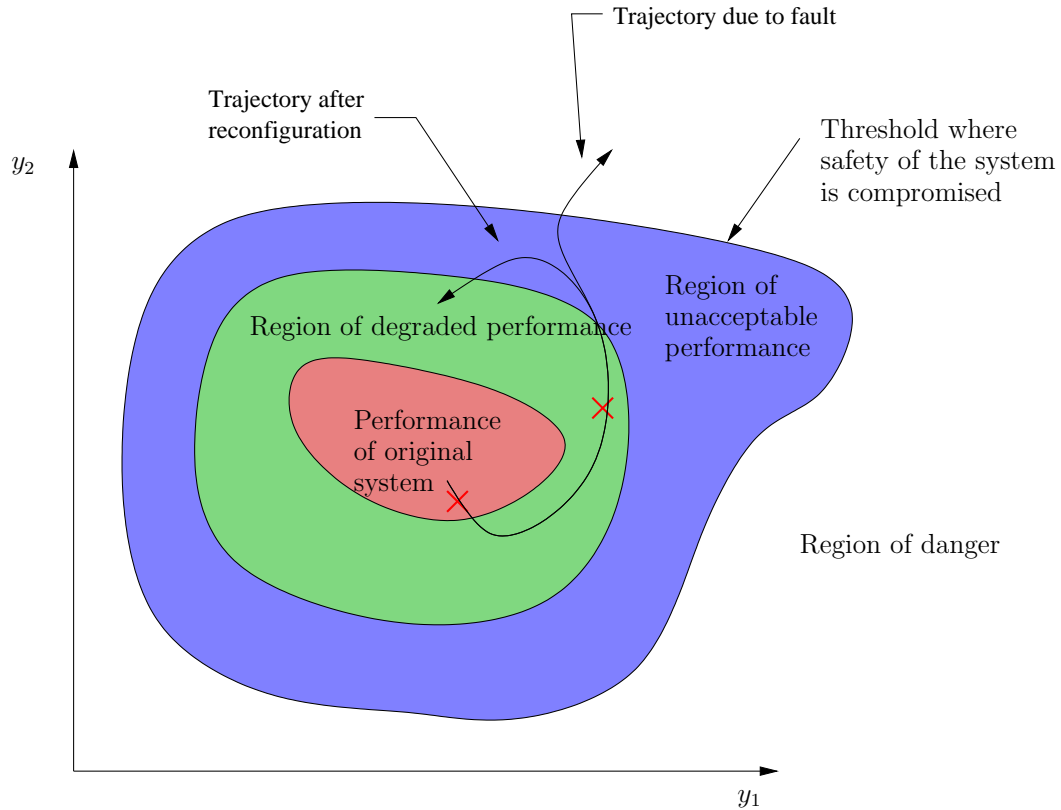 Trajectory due to fault
Trajectory after
reconfiguration
Threshold where
safety of the system
is compromised
y2
Region of
unacceptable
performance
Region of degraded performance
Performance
of original
system
Region of danger
y1